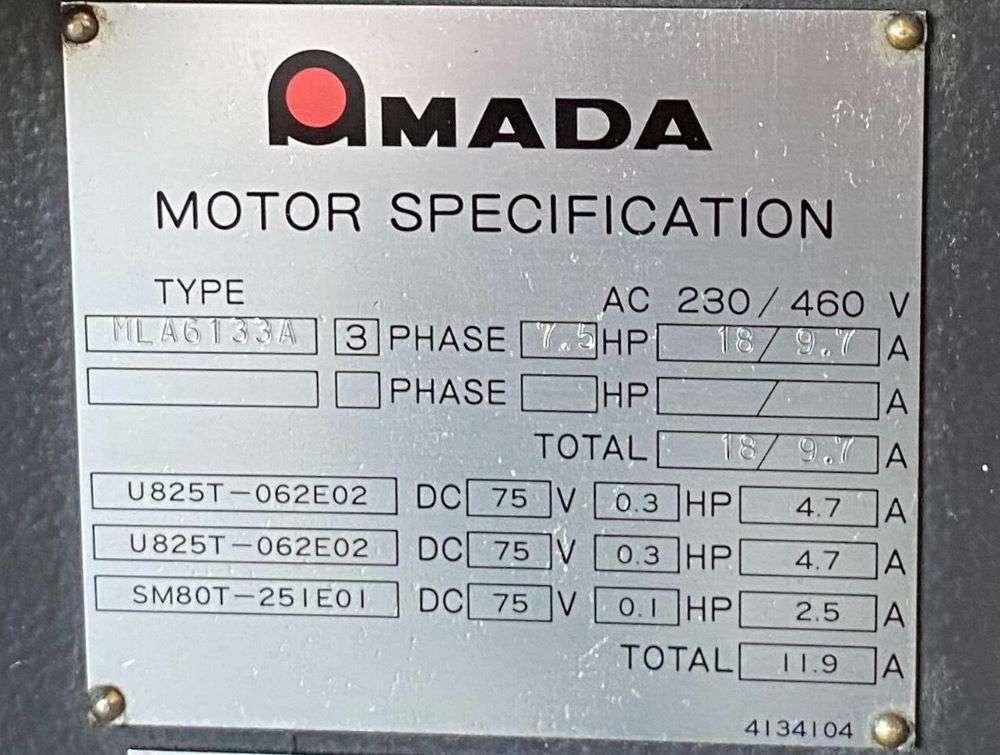 AMADA
MOTOR SPECIFICATION
TYPE AC 230/460 V
MLA6133A 3 PHASE 7.5 HP 18/9.7 A
PHASE HP / A
TOTAL 18/9.7 A
U825T-062E02 DC 75 V 0.3 HP 4.7 A
U825T-062E02 DC 75 V 0.3 HP 4.7 A
SM80T-251E01 DC 75 V 0.1 HP 2.5 A
TOTAL 11.9 A
4134104